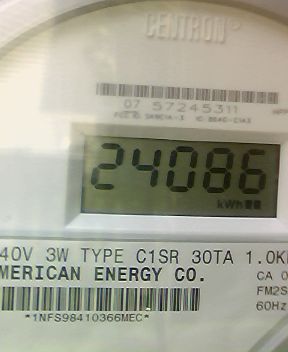 CENTRON®
07 57245311
24086
kWh
40V 3W TYPE C1SR 30TA 1.0K
MERICAN ENERGY CO.
CA 0
FM2S
60Hz
*1NFS98410366MEC*